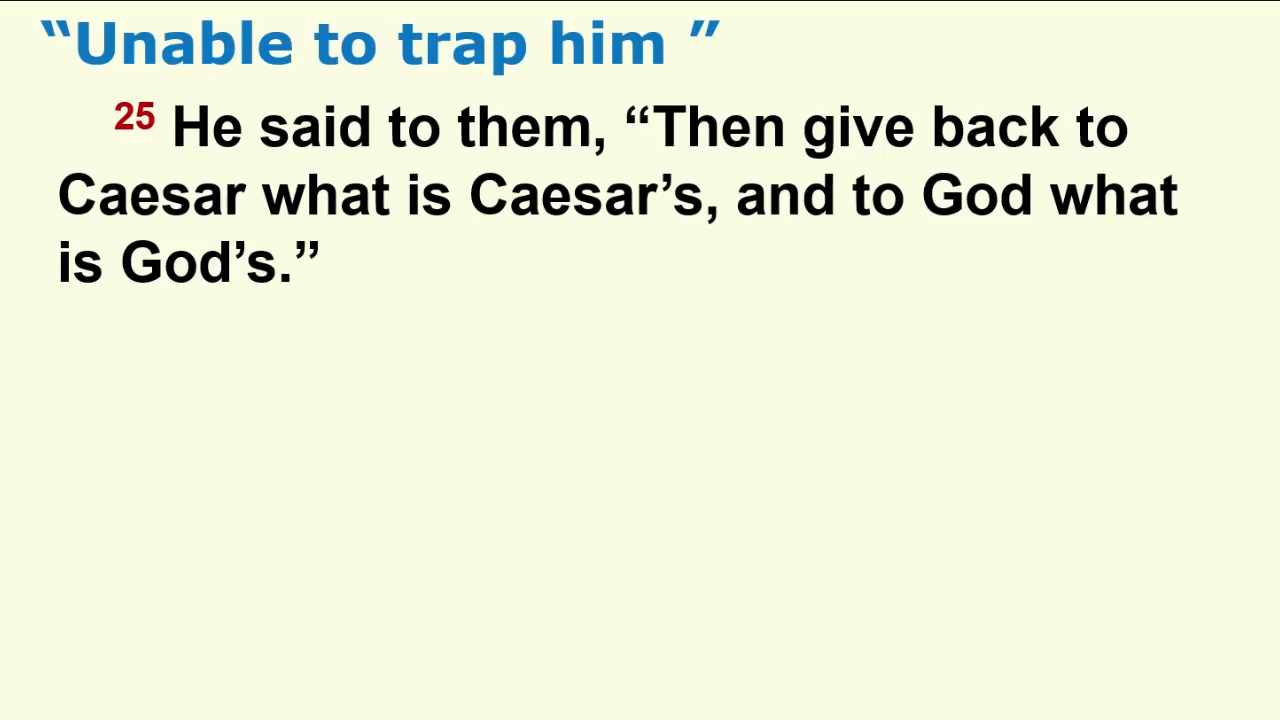 “Unable to trap him ”
25 He said to them, “Then give back to
Caesar what is Caesar’s, and to God what
is God’s.”